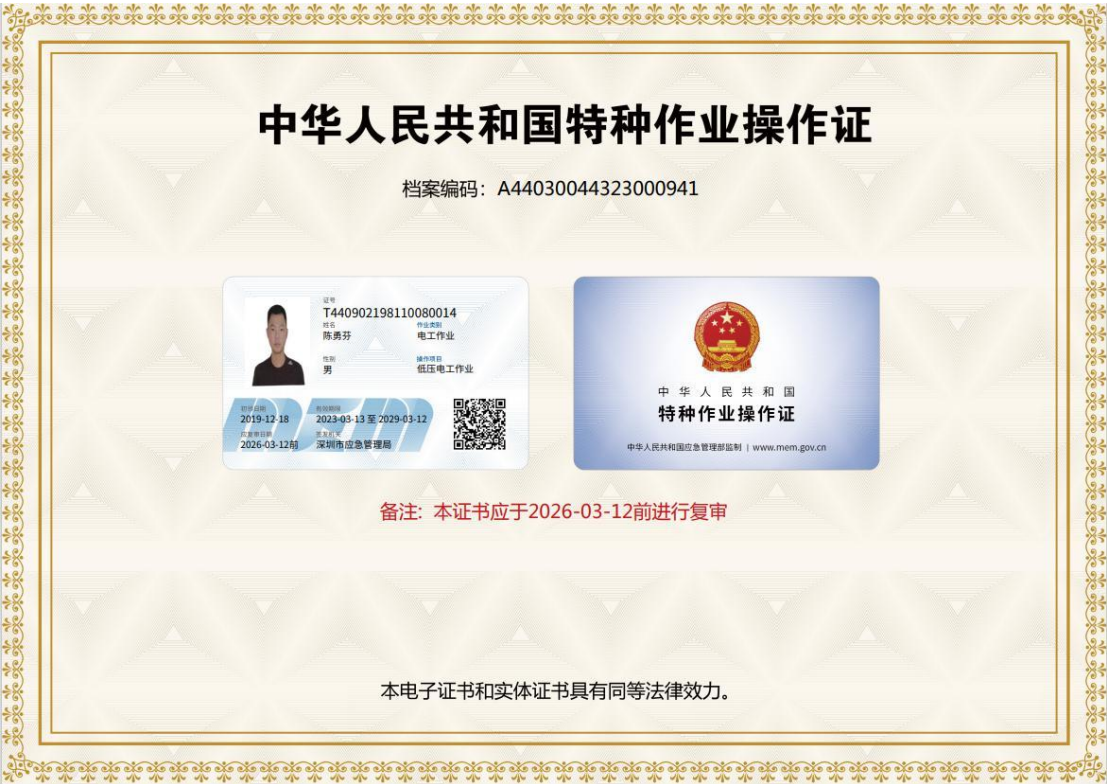 中华人民共和国特种作业操作证
档案编码：A44030044323000941
证号
T440902198110080014
姓名 作业类别
陈勇芬 电工作业
性别 操作项目
男 低压电工作业
初领日期 有效期限
2019-12-18 2023-03-13 至 2029-03-12
应复审日期 签发机关
2026-03-12前 深圳市应急管理局
中华人民共和国
特种作业操作证
中华人民共和国应急管理部监制 | www.mem.gov.cn
备注：本证书应于2026-03-12前进行复审
本电子证书和实体证书具有同等法律效力。